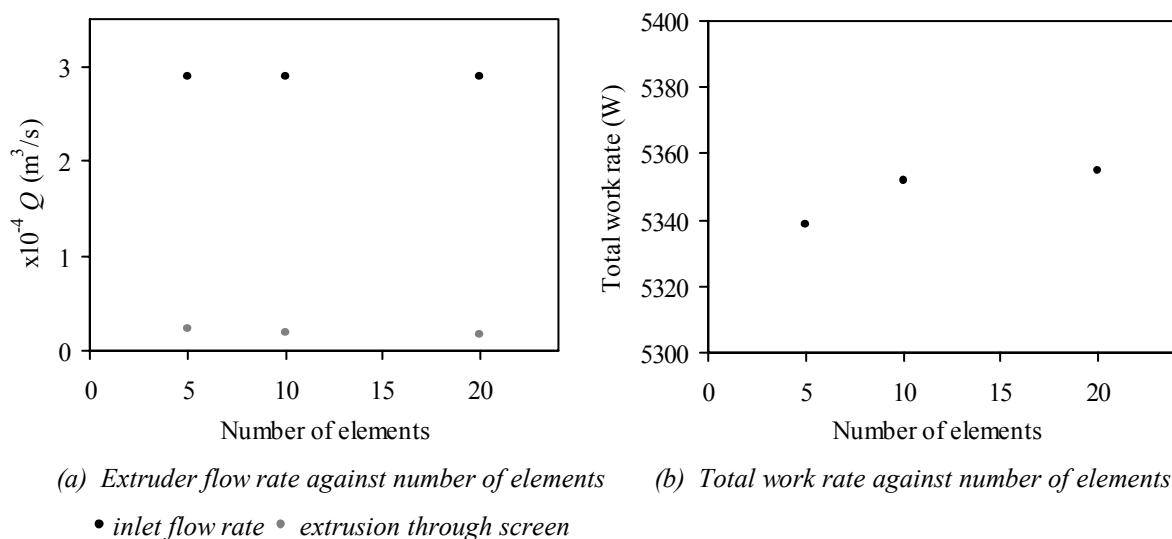 3
2
1
0
x10⁻⁴ Q (m³/s)
0 5 10 15 20
Number of elements
(a) Extruder flow rate against number of elements
• inlet flow rate • extrusion through screen
5400
5380
5360
5340
5320
5300
Total work rate (W)
0 5 10 15 20
Number of elements
(b) Total work rate against number of elements